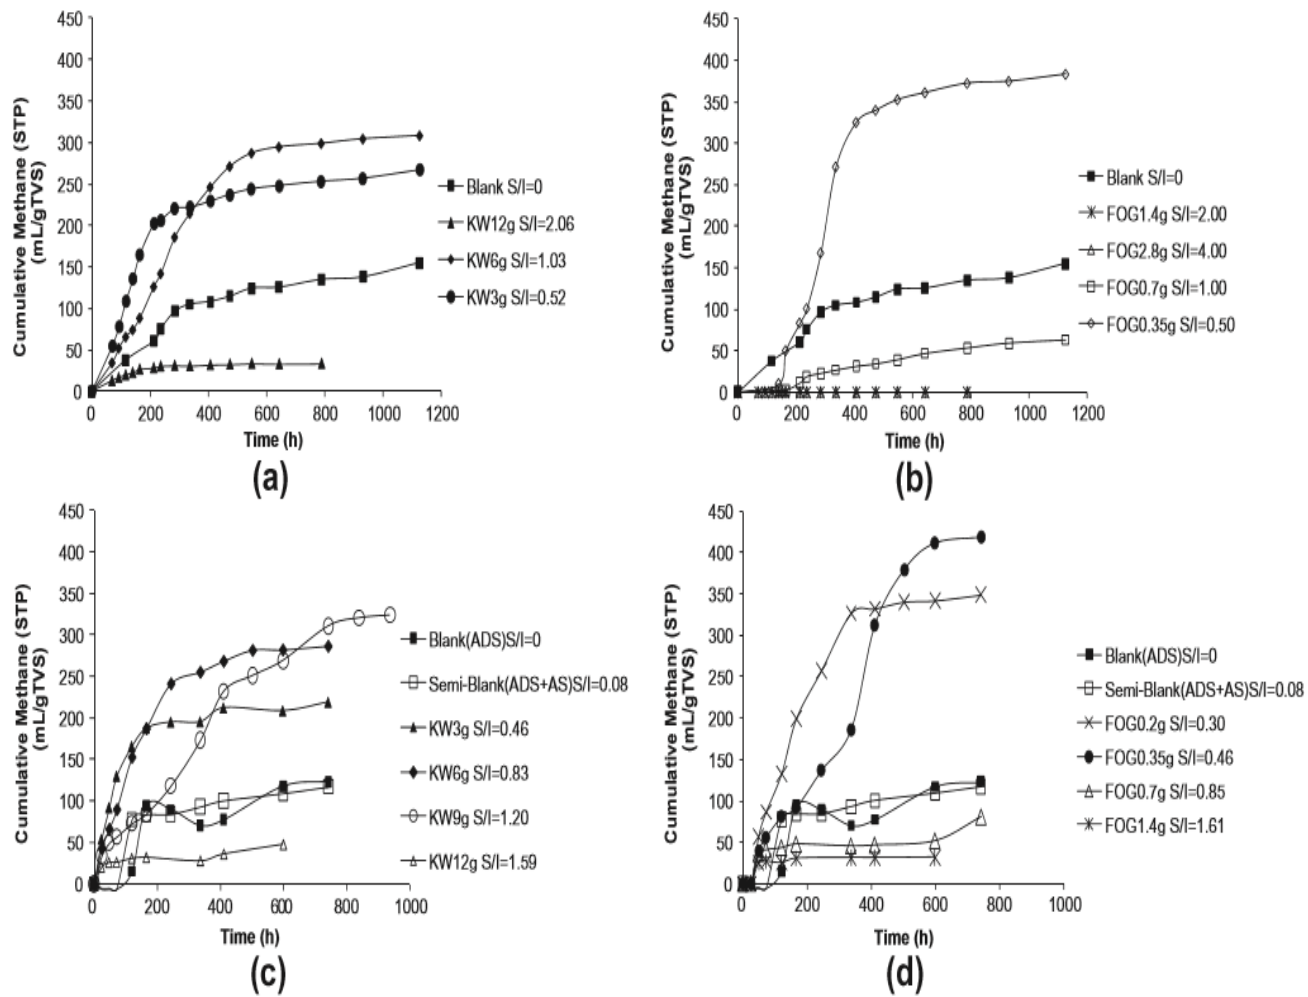 Cumulative Methane (STP)
(mL/gTVS)
450
400
350
300
250
200
150
100
50
0
0 200 400 600 800 1000 1200
Time (h)
Blank S/I=0
KW12g S/I=2.06
KW6g S/I=1.03
KW3g S/I=0.52
(a)
Cumulative Methane (STP)
(mL/gTVS)
450
400
350
300
250
200
150
100
50
0
0 200 400 600 800 1000 1200
Time (h)
Blank S/I=0
FOG1.4g S/I=2.00
FOG2.8g S/I=4.00
FOG0.7g S/I=1.00
FOG0.35g S/I=0.50
(b)
Cumulative Methane (STP)
(mL/gTVS)
450
400
350
300
250
200
150
100
50
0
0 200 400 600 800 1000
Time (h)
Blank(ADS)S/I=0
Semi-Blank(ADS+AS)S/I=0.08
KW3g S/I=0.46
KW6g S/I=0.83
KW9g S/I=1.20
KW12g S/I=1.59
(c)
Cumulative Methane (STP)
(mL/gTVS)
450
400
350
300
250
200
150
100
50
0
0 200 400 600 800 1000
Time (h)
Blank(ADS)S/I=0
Semi-Blank(ADS+AS)S/I=0.08
FOG0.2g S/I=0.30
FOG0.35g S/I=0.46
FOG0.7g S/I=0.85
FOG1.4g S/I=1.61
(d)